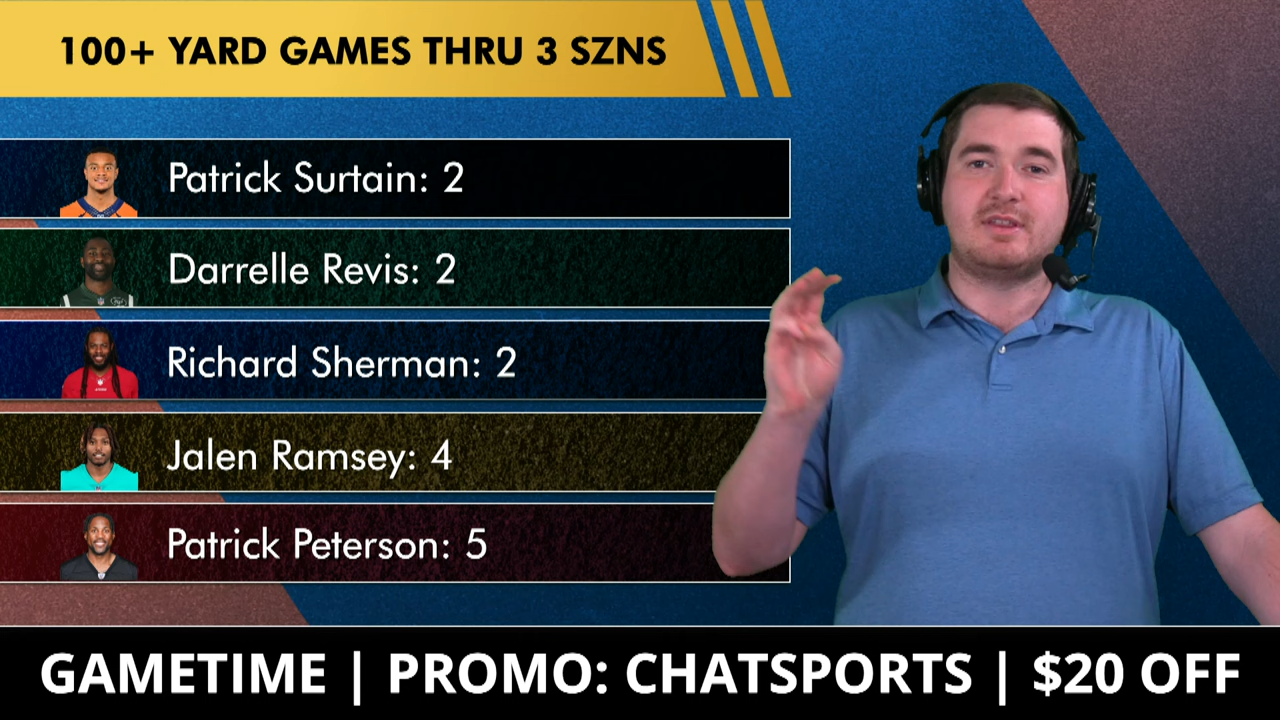 100+ YARD GAMES THRU 3 SZNS
Patrick Surtain: 2
Darrelle Revis: 2
Richard Sherman: 2
Jalen Ramsey: 4
Patrick Peterson: 5
GAMETIME | PROMO: CHATSPORTS | $20 OFF